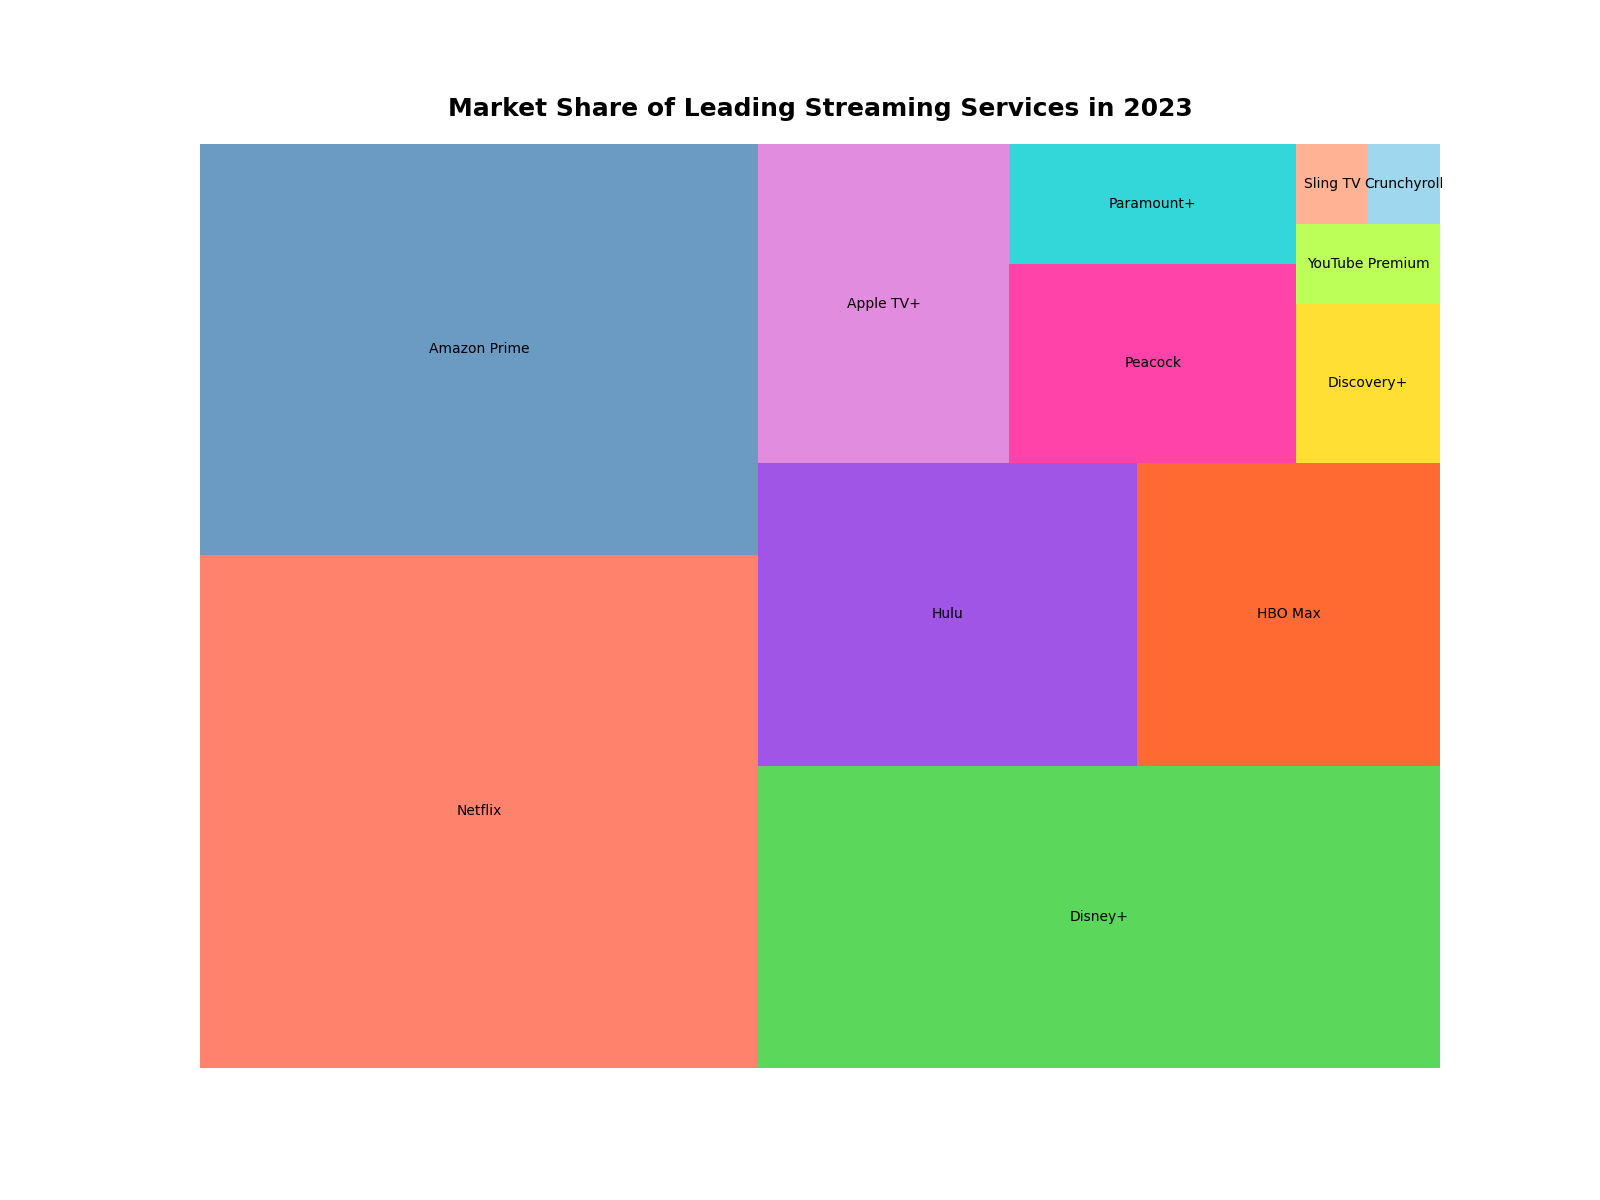 Market Share of Leading Streaming Services in 2023
Sling TV
Crunchyroll
Paramount+
YouTube Premium
Apple TV+
Amazon Prime
Peacock
Discovery+
Hulu
HBO Max
Netflix
Disney+